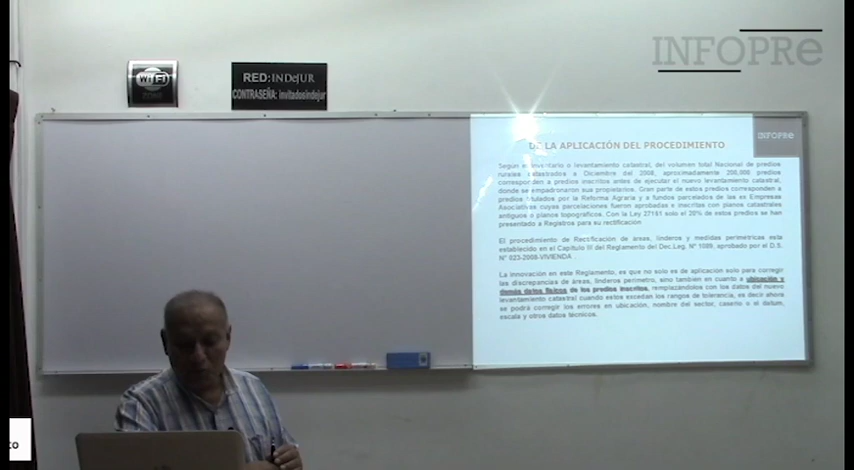 INFOPRe
WiFi
ZONE
RED: INDeJUR
CONTRASEÑA: invitadosindejur
INFOPRe
DE LA APLICACIÓN DEL PROCEDIMIENTO
Según el inventario o levantamiento catastral, del volumen total Nacional de predios
rurales catastrados a Diciembre del 2008, aproximadamente 200,000 predios
corresponden a predios inscritos antes de ejecutar el nuevo levantamiento catastral,
donde se empadronaron sus propietarios. Gran parte de estos predios corresponden a
predios titulados por la Reforma Agraria y a fundos parcelados de las ex Empresas
Asociativas cuyas parcelaciones fueron aprobadas e inscritos con planos catastrales
antiguos o planos topográficos. Con la Ley 27161 solo el 20% de estos predios se han
presentado a Registros para su rectificación
El procedimiento de Rectificación de áreas, linderos y medidas perimétricas esta
establecido en el Capítulo III del Reglamento del Dec.Leg. N° 1089, aprobado por el D.S.
N° 032-2008-VIVIENDA
La innovación en este Reglamento, es que no solo es de aplicación solo para corregir
las discrepancias de áreas, linderos perímetro, sino también en cuanto a ubicación y
demás datos físicos de los predios inscritos, remplazándolos con los datos del nuevo
levantamiento catastral cuando estos excedan los rangos de tolerancia, es decir ahora
se podrá corregir los errores en ubicación, nombre del sector, caserío o el dátum,
escala y otros datos técnicos.
to